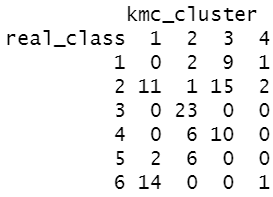 kmc_cluster
real_class 1 2 3 4
1 0 2 9 1
2 11 1 15 2
3 0 23 0 0
4 0 6 10 0
5 2 6 0 0
6 14 0 0 1